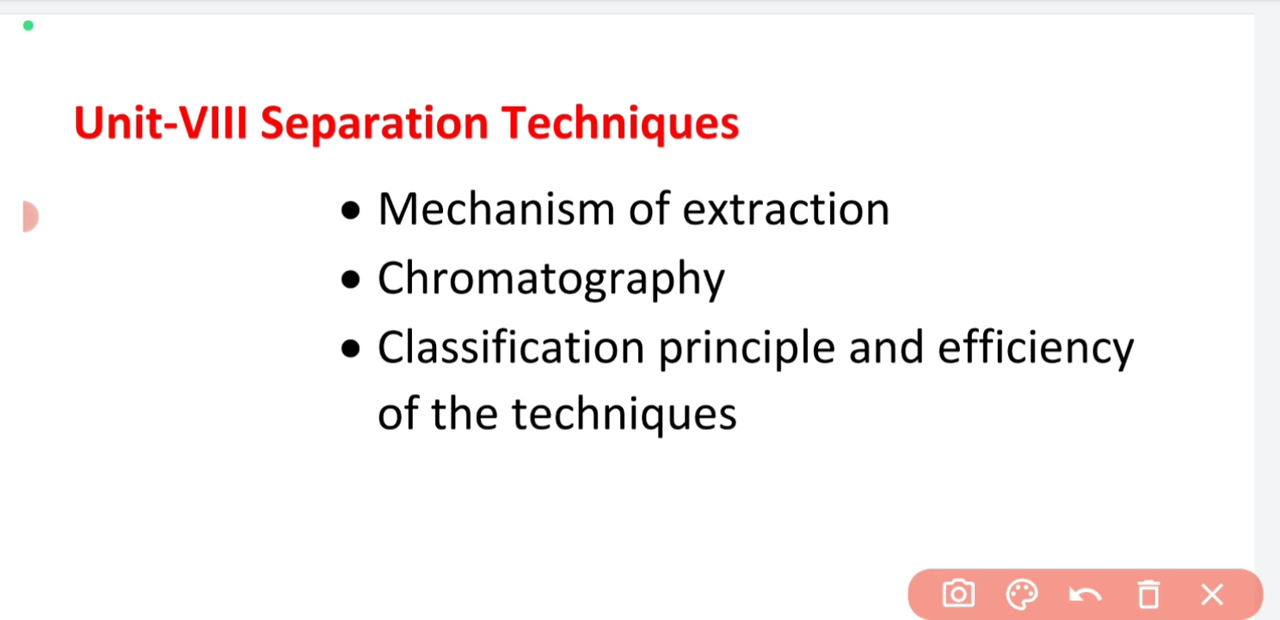 Unit-VIII Separation Techniques
• Mechanism of extraction
• Chromatography
• Classification principle and efficiency
of the techniques